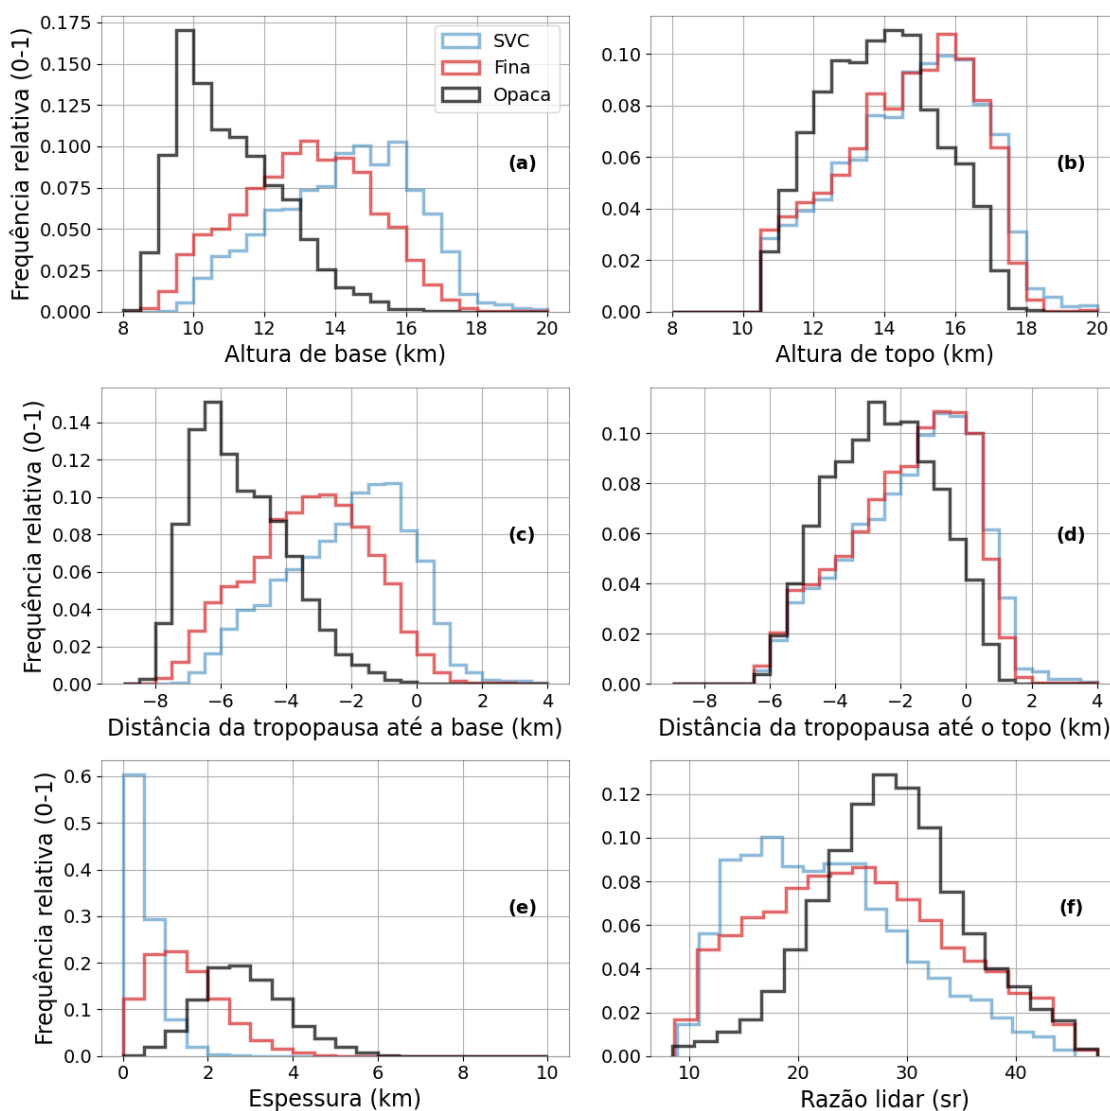 Frequência relativa (0-1)
0.175
0.150
0.125
0.100
0.075
0.050
0.025
0.000
SVC
Fina
Opaca
(a)
8 10 12 14 16 18 20
Altura de base (km)
0.10
0.08
0.06
0.04
0.02
0.00
(b)
8 10 12 14 16 18 20
Altura de topo (km)
Frequência relativa (0-1)
0.14
0.12
0.10
0.08
0.06
0.04
0.02
0.00
(c)
−8 −6 −4 −2 0 2 4
Distância da tropopausa até a base (km)
0.10
0.08
0.06
0.04
0.02
0.00
(d)
−8 −6 −4 −2 0 2 4
Distância da tropopausa até o topo (km)
Frequência relativa (0-1)
0.6
0.5
0.4
0.3
0.2
0.1
0.0
(e)
0 2 4 6 8 10
Espessura (km)
0.12
0.10
0.08
0.06
0.04
0.02
0.00
(f)
10 20 30 40
Razão lidar (sr)